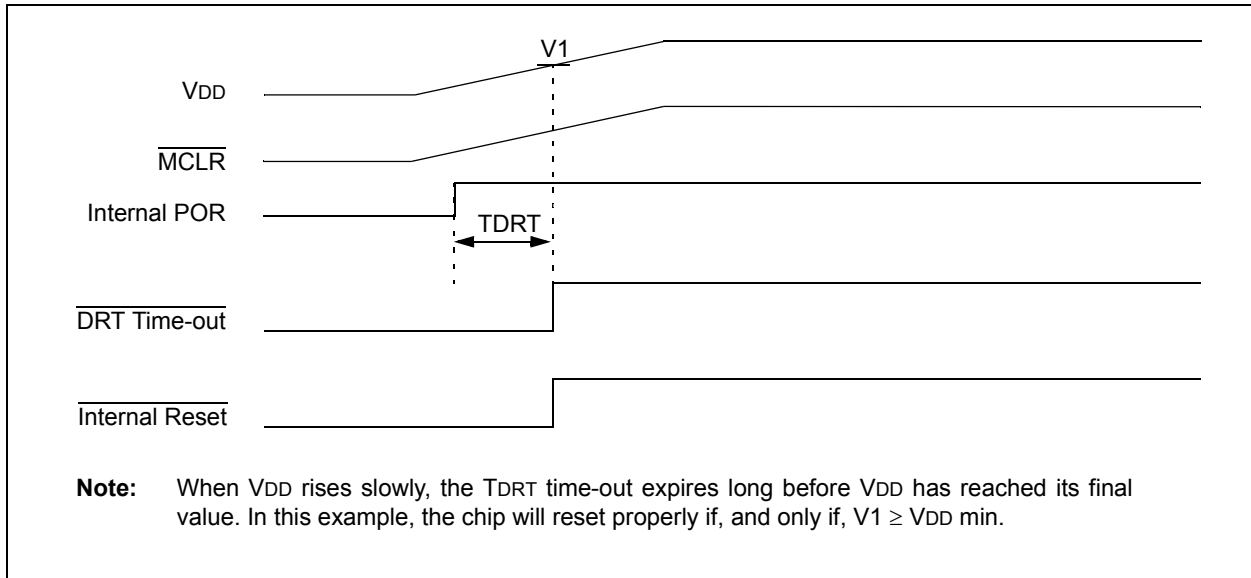 V1
VDD
MCLR
Internal POR
TDRT
DRT Time-out
Internal Reset
Note: When VDD rises slowly, the TDRT time-out expires long before VDD has reached its final
value. In this example, the chip will reset properly if, and only if, V1 ≥ VDD min.